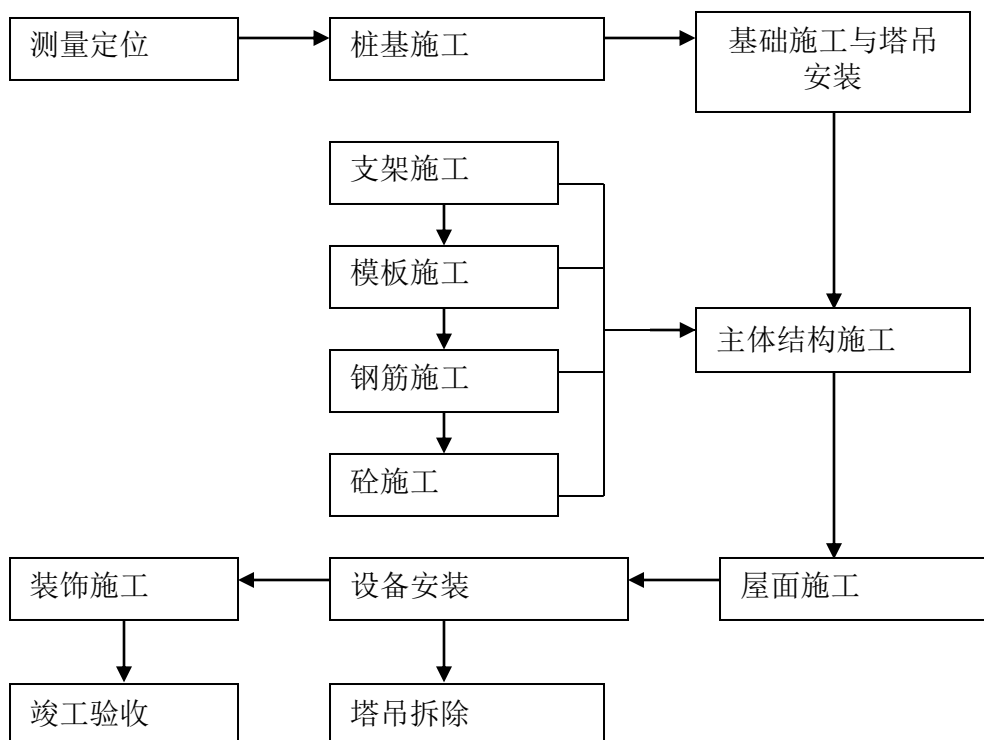 测量定位
桩基施工
基础施工与塔吊
安装
支架施工
模板施工
钢筋施工
主体结构施工
砼施工
装饰施工
设备安装
屋面施工
竣工验收
塔吊拆除